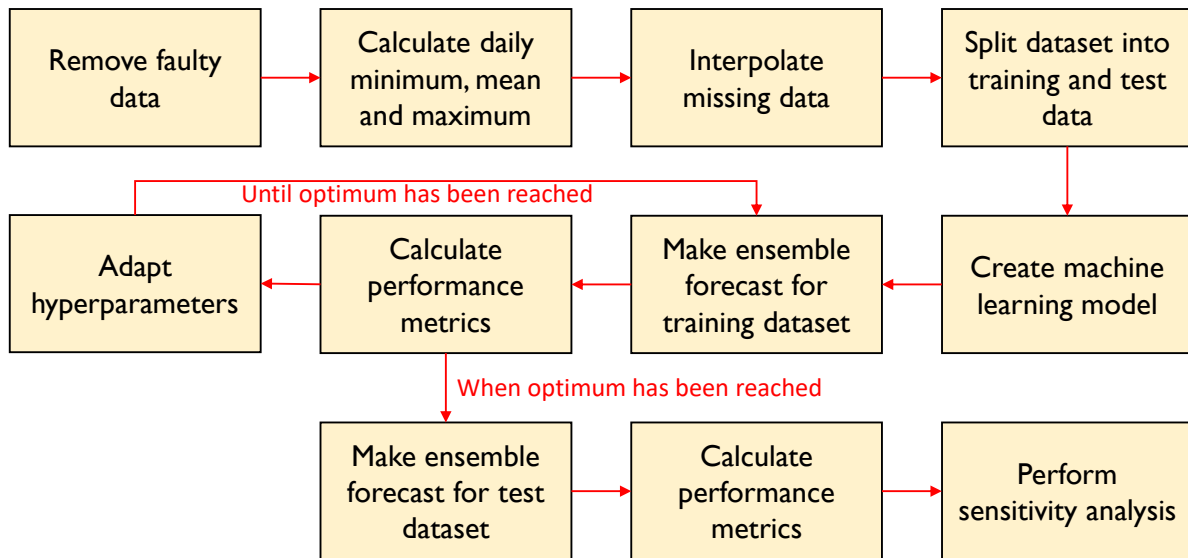 Remove faulty
data
Calculate daily
minimum, mean
and maximum
Interpolate
missing data
Split dataset into
training and test
data
Until optimum has been reached
Adapt
hyperparameters
Calculate
performance
metrics
Make ensemble
forecast for
training dataset
Create machine
learning model
When optimum has been reached
Make ensemble
forecast for test
dataset
Calculate
performance
metrics
Perform
sensitivity analysis